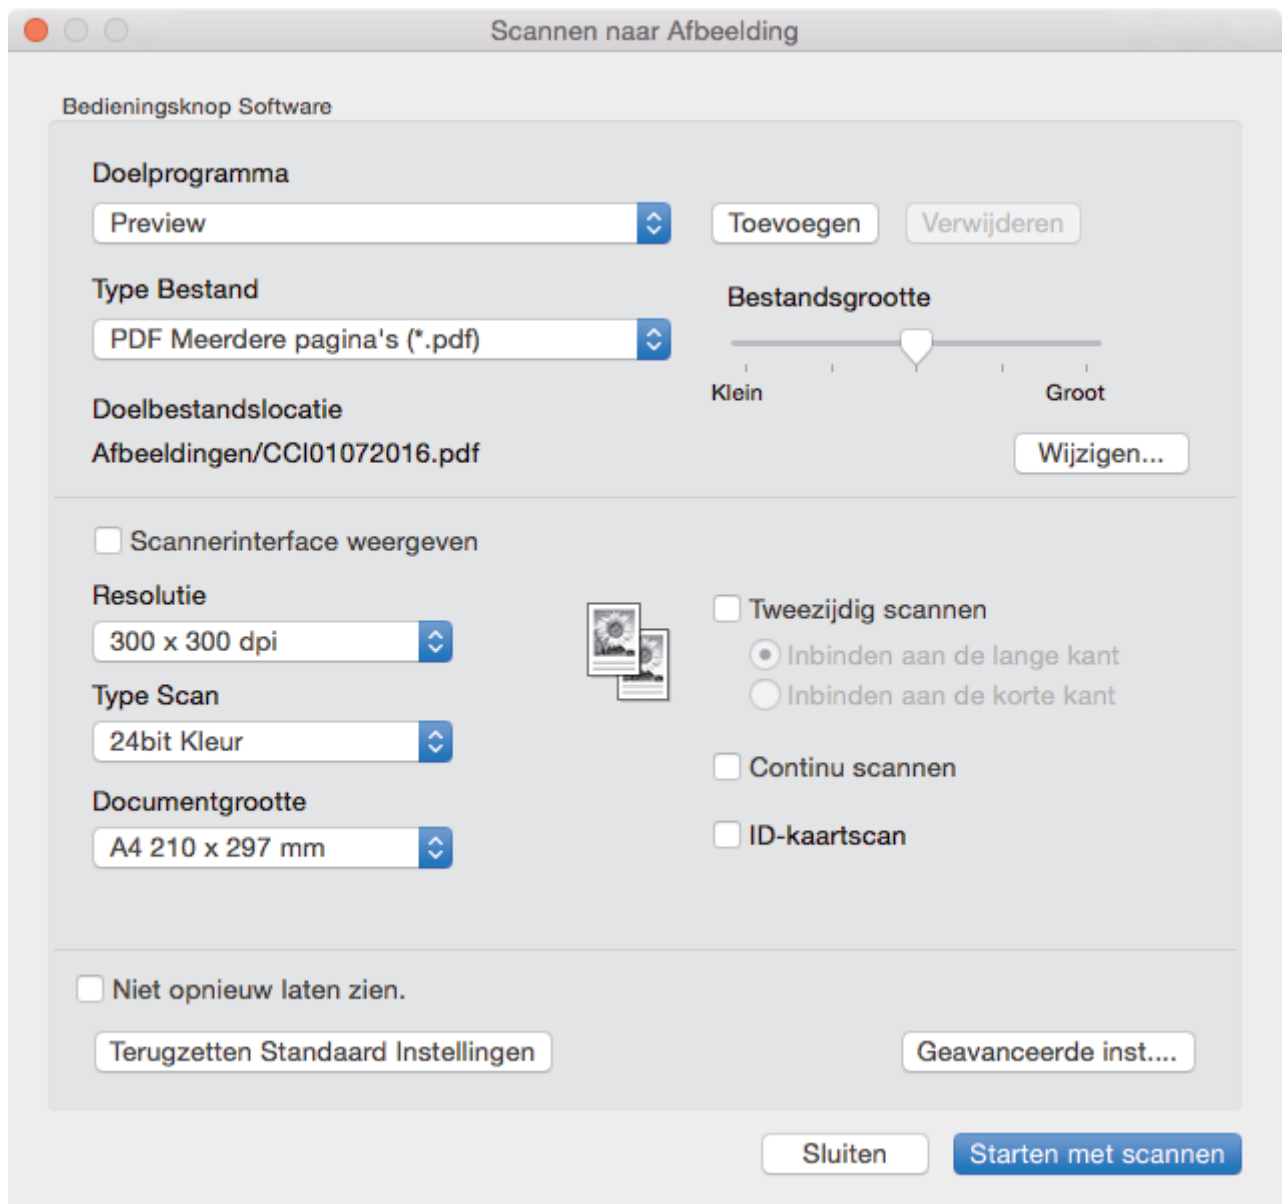 Scannen naar Afbeelding
Bedieningsknop Software
Doelprogramma
Preview
Toevoegen
Verwijderen
Type Bestand
Bestandsgrootte
PDF Meerdere pagina's (*.pdf)
Klein
Groot
Doelbestandslocatie
Afbeeldingen/CCI01072016.pdf
Wijzigen...
Scannerinterface weergeven
Resolutie
300 x 300 dpi
Type Scan
24bit Kleur
Documentgrootte
A4 210 x 297 mm
Tweezijdig scannen
Inbinden aan de lange kant
Inbinden aan de korte kant
Continu scannen
ID-kaartscan
Niet opnieuw laten zien.
Terugzetten Standaard Instellingen
Geavanceerde inst....
Sluiten
Starten met scannen